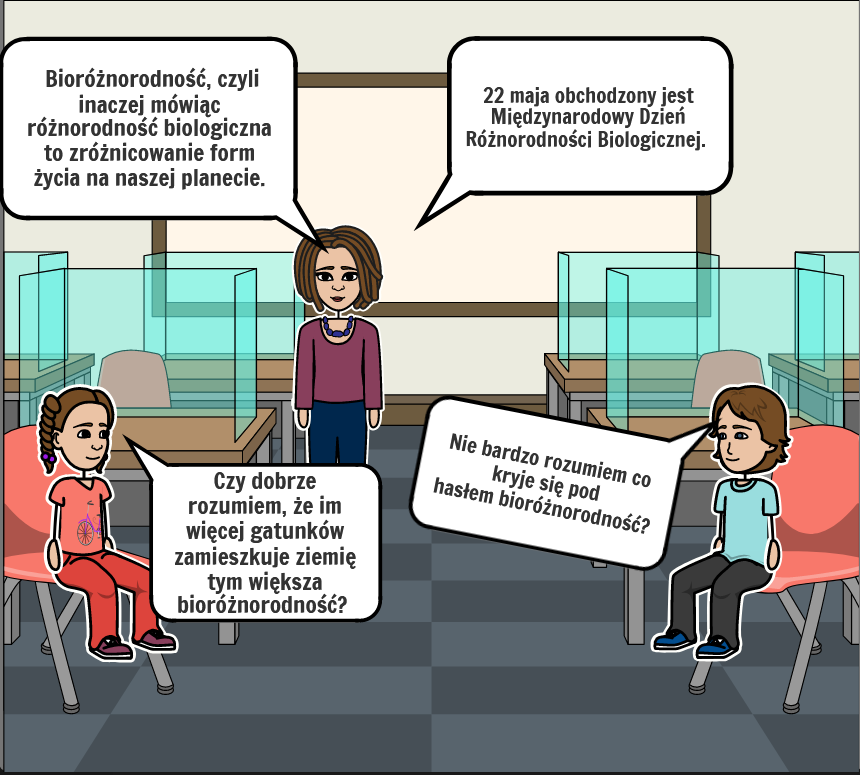 Bioróżnorodność, czyli
inaczej mówiąc
różnorodność biologiczna
to zróżnicowanie form
życia na naszej planecie.
22 maja obchodzony jest
Międzynarodowy Dzień
Różnorodności Biologicznej.
Czy dobrze
rozumiem, że im
więcej gatunków
zamieszkuje ziemię
tym większa
bioróżnorodność?
Nie bardzo rozumiem co
kryje się pod
hasłem bioróżnorodność?